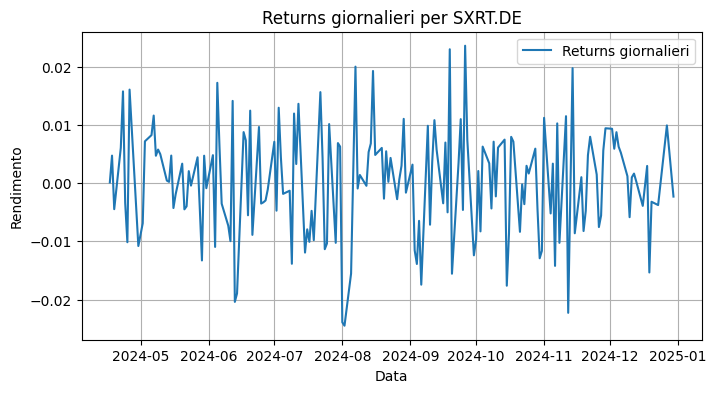 Returns giornalieri per SXRT.DE
Returns giornalieri
0.02
0.01
0.00
−0.01
−0.02
Rendimento
2024-05 2024-06 2024-07 2024-08 2024-09 2024-10 2024-11 2024-12 2025-01
Data